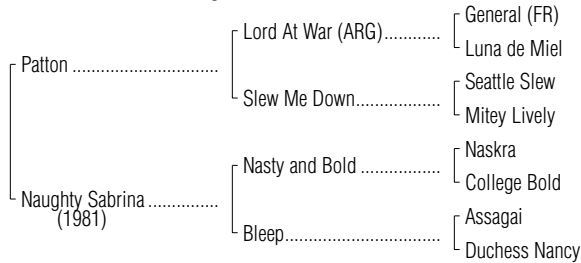 General (FR)
Lord At War (ARG)............
Luna de Miel
Patton ..............................
Seattle Slew
Slew Me Down..................
Mitey Lively
Naskra
Nasty and Bold .................
College Bold
Naughty Sabrina ...............
(1981)
Assagai
Bleep.................................
Duchess Nancy